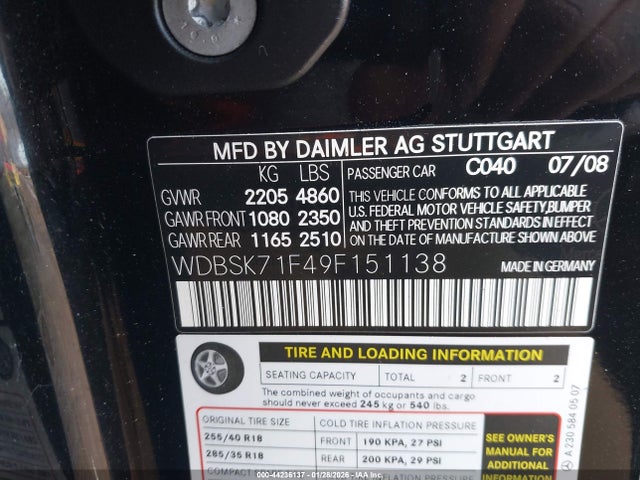 MFD BY DAIMLER AG STUTTGART
KG LBS PASSENGER CAR C040 07/08
GVWR 2205 4860
GAWR FRONT 1080 2350
GAWR REAR 1165 2510
THIS VEHICLE CONFORMS TO ALL APPLICABLE
U.S. FEDERAL MOTOR VEHICLE SAFETY, BUMPER
AND THEFT PREVENTION STANDARDS IN EFFECT
ON THE DATE OF MANUFACTURE SHOWN ABOVE
WDBSK71F49F151138 MADE IN GERMANY
TIRE AND LOADING INFORMATION
SEATING CAPACITY TOTAL 2 FRONT 2
The combined weight of occupants and cargo
should never exceed 245 kg or 540 lbs.
ORIGINAL TIRE SIZE COLD TIRE INFLATION PRESSURE
255/40 R18 FRONT 190 KPA, 27 PSI
285/35 R18 REAR 200 KPA, 29 PSI
COMPACT INFLATION PRESSURE
SEE OWNER'S
MANUAL FOR
ADDITIONAL
INFORMATION
A 230 584 05 07
©--44236137 - 01/28/2026 - IAA, Inc.